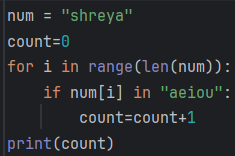 num = "shreya"
count=0
for i in range(len(num)):
    if num[i] in "aeiou":
        count=count+1
print(count)